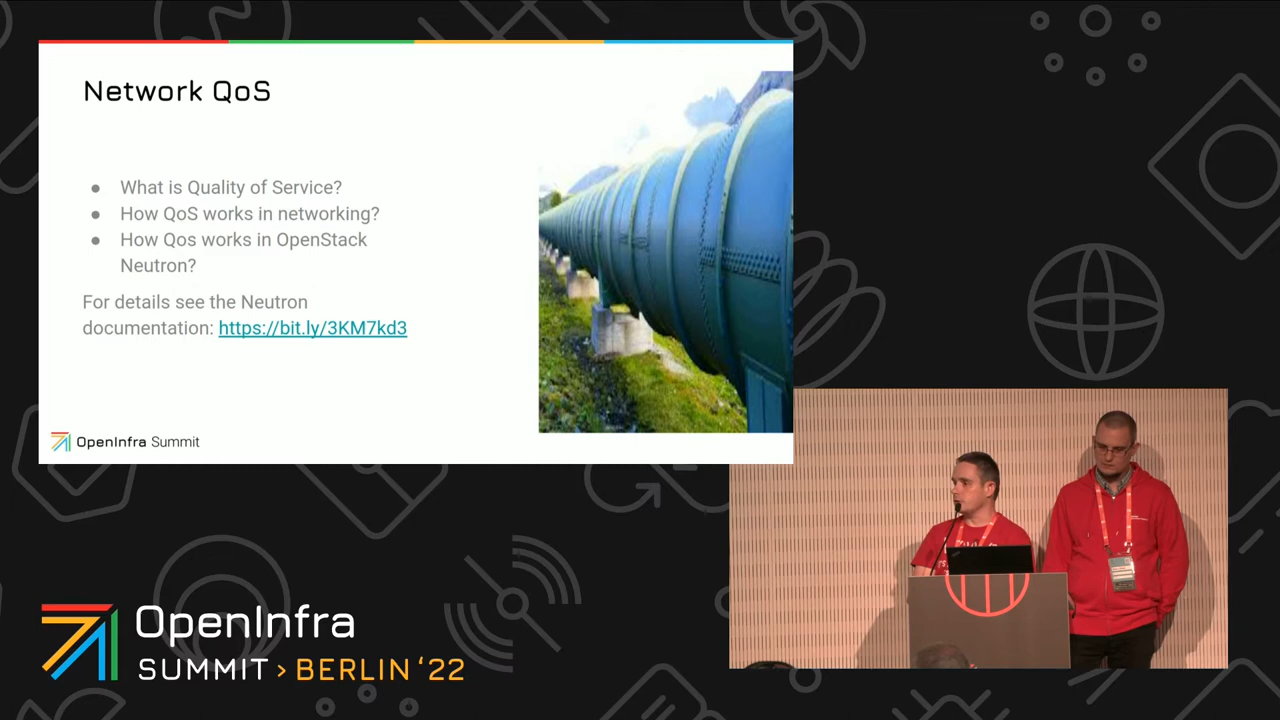 Network QoS
● What is Quality of Service?
● How QoS works in networking?
● How Qos works in OpenStack
Neutron?
For details see the Neutron
documentation: https://bit.ly/3KM7kd3
OpenInfra Summit
OpenInfra
SUMMIT > BERLIN ‘22